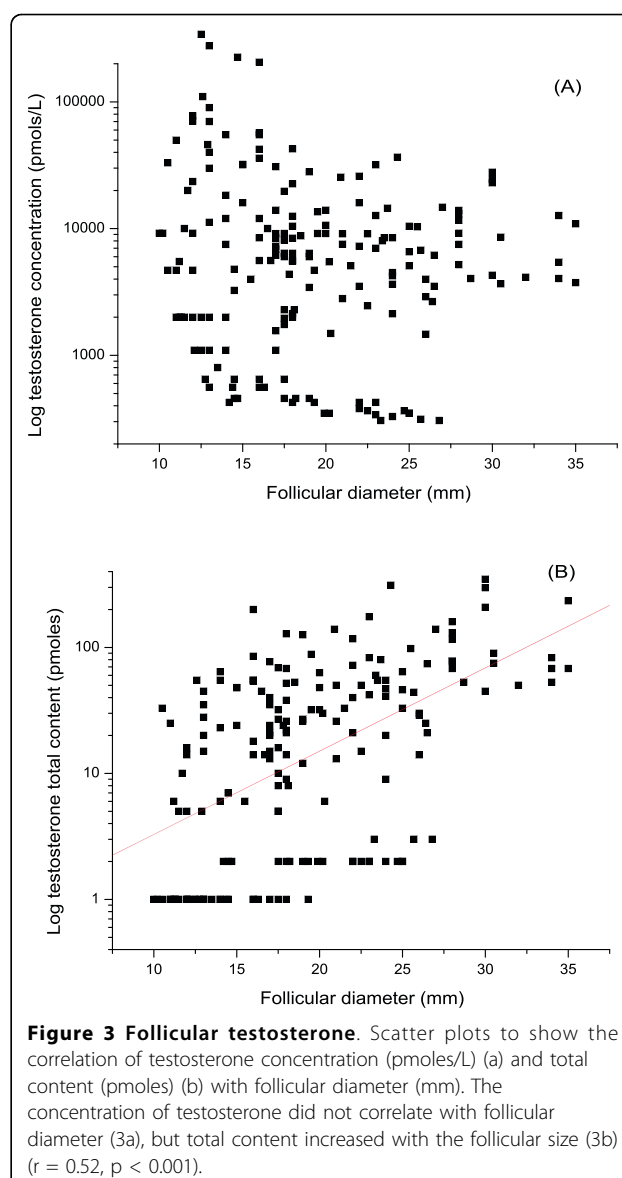 (A)
100000
10000
1000
Log testosterone concentration (pmols/L)
10 15 20 25 30 35
Follicular diameter (mm)
(B)
100
10
1
Log testosterone total content (pmoles)
10 15 20 25 30 35
Follicular diameter (mm)
Figure 3 Follicular testosterone. Scatter plots to show the
correlation of testosterone concentration (pmoles/L) (a) and total
content (pmoles) (b) with follicular diameter (mm). The
concentration of testosterone did not correlate with follicular
diameter (3a), but total content increased with the follicular size (3b)
(r = 0.52, p < 0.001).